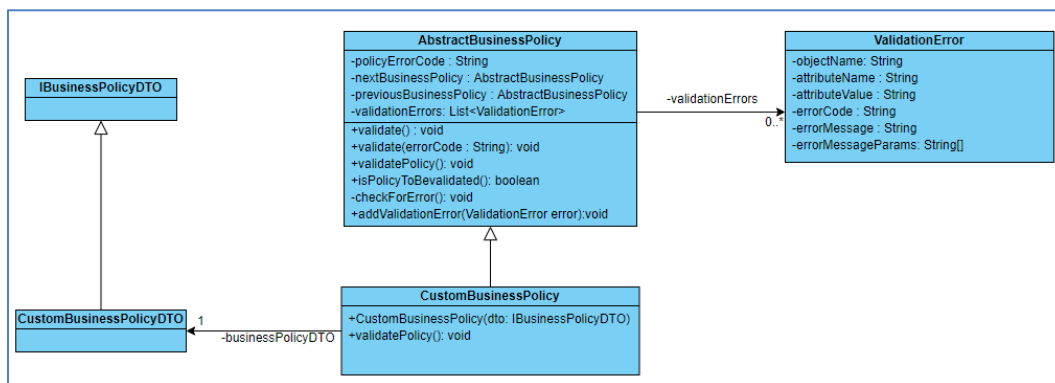 AbstractBusinessPolicy
-policyErrorCode : String
-nextBusinessPolicy : AbstractBusinessPolicy
-previousBusinessPolicy : AbstractBusinessPolicy
-validationErrors: List<ValidationError>
+validate() : void
+validate(errorCode : String): void
+validatePolicy(): void
+isPolicyToBevalidated(): boolean
-checkForError(): void
+addValidationError(ValidationError error):void
-validationErrors
0..*
ValidationError
-objectName: String
-attributeName : String
-attributeValue : String
-errorCode : String
-errorMessage : String
-errorMessageParams: String[]
IBusinessPolicyDTO
CustomBusinessPolicyDTO
1
-businessPolicyDTO
CustomBusinessPolicy
+CustomBusinessPolicy(dto: IBusinessPolicyDTO)
+validatePolicy(): void